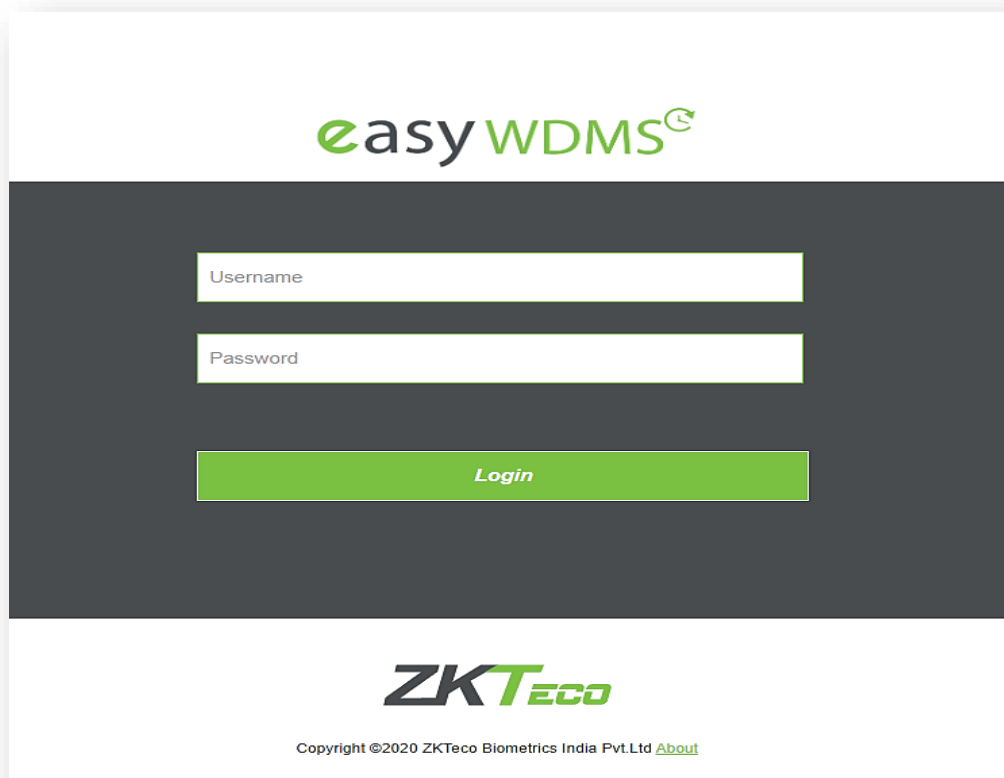 easy WDMS
Username
Password
Login
ZKTECO
Copyright ©2020 ZKTeco Biometrics India Pvt.Ltd About